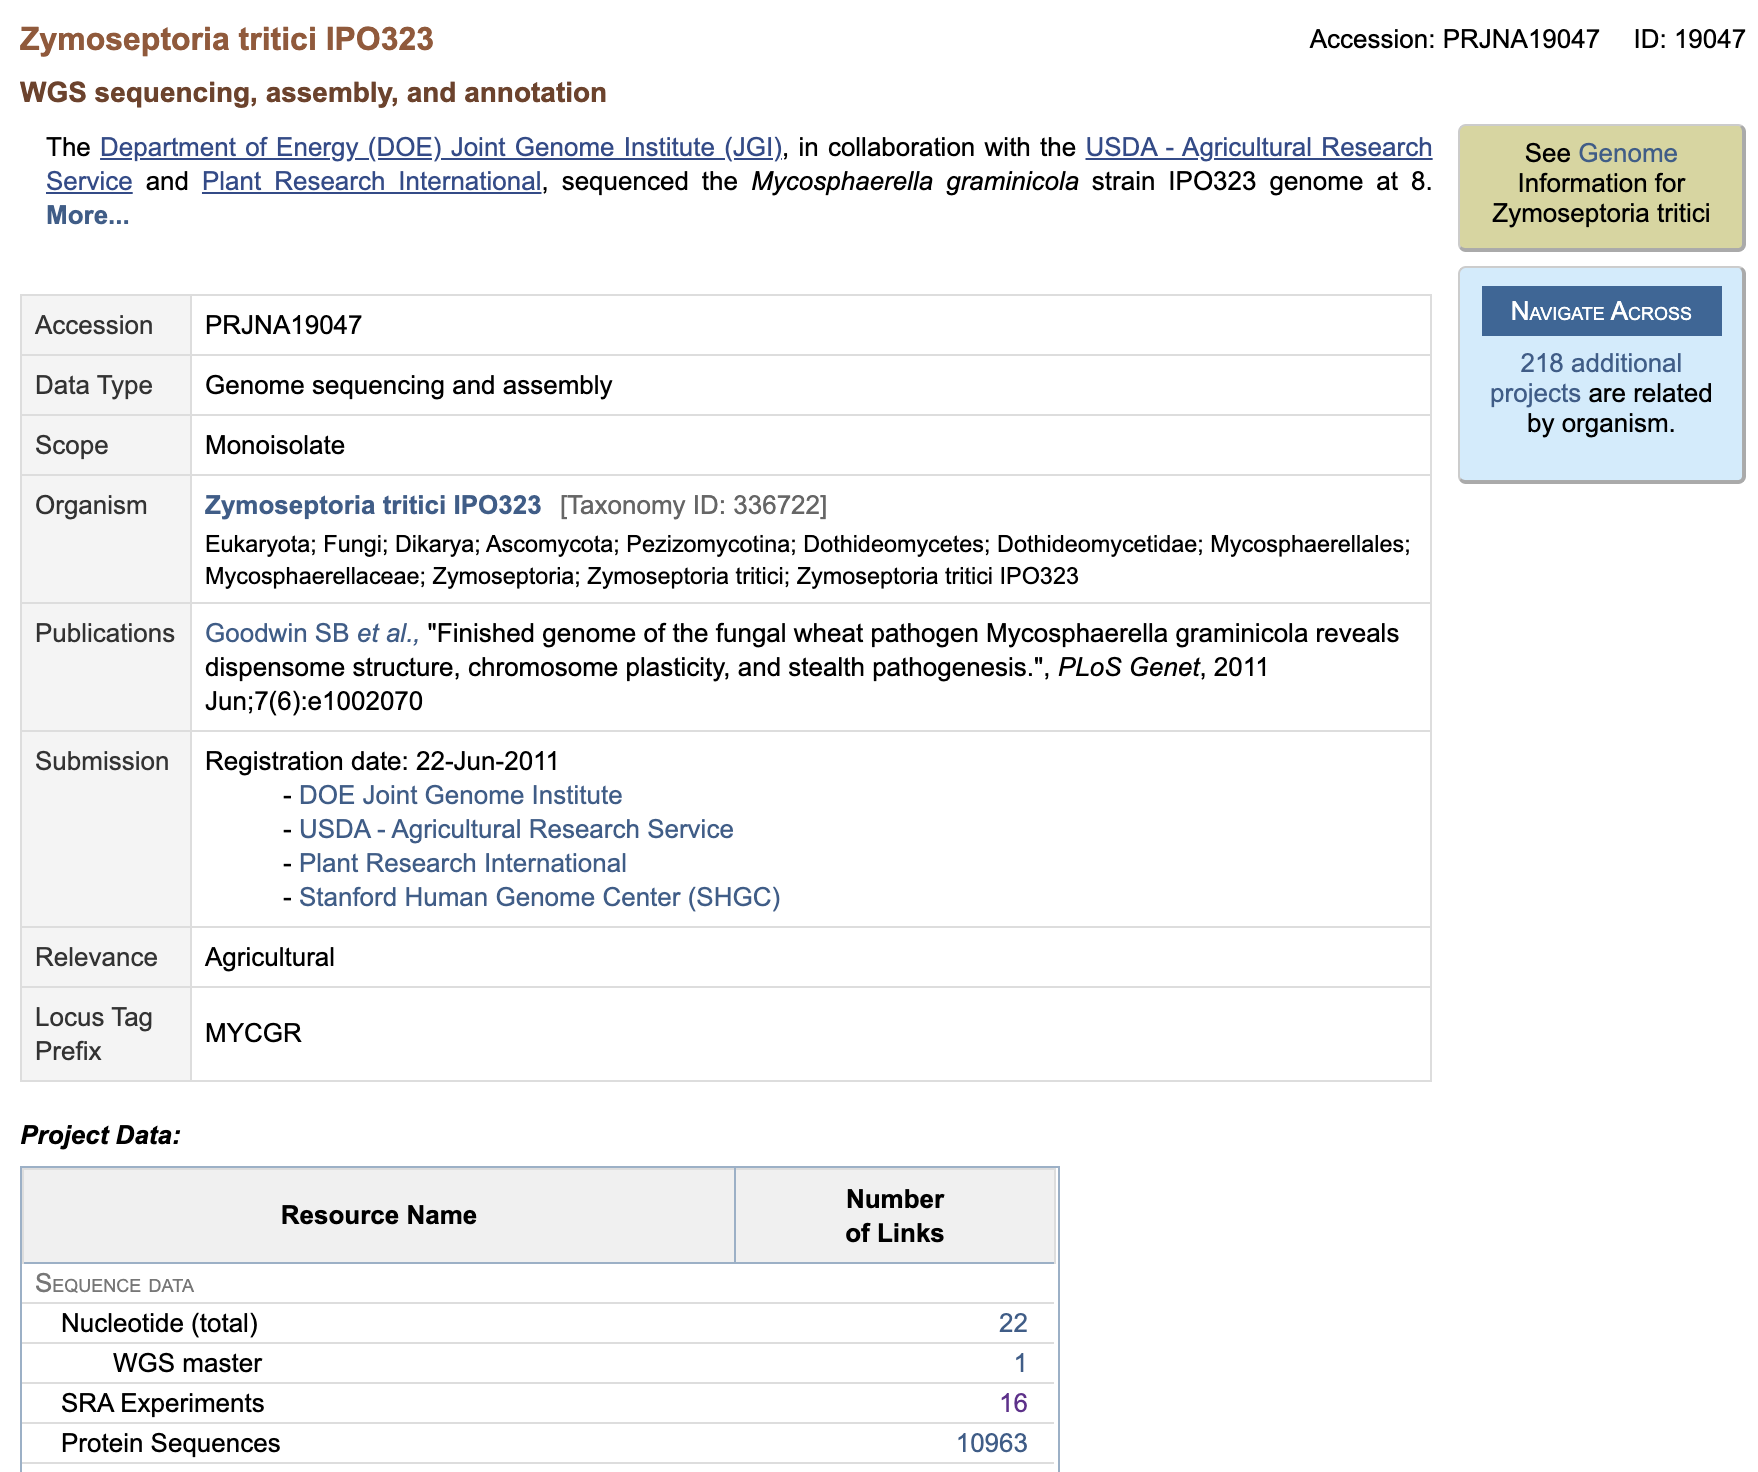 Zymoseptoria tritici IPO323
Accession: PRJNA19047 ID: 19047
WGS sequencing, assembly, and annotation
The Department of Energy (DOE) Joint Genome Institute (JGI), in collaboration with the USDA - Agricultural Research
Service and Plant Research International, sequenced the Mycosphaerella graminicola strain IPO323 genome at 8.
More...
See Genome
Information for
Zymoseptoria tritici
Navigate Across
218 additional
projects are related
by organism.
Accession PRJNA19047
Data Type Genome sequencing and assembly
Scope Monoisolate
Organism Zymoseptoria tritici IPO323 [Taxonomy ID: 336722]
Eukaryota; Fungi; Dikarya; Ascomycota; Pezizomycotina; Dothideomycetes; Dothideomycetidae; Mycosphaerellales;
Mycosphaerellaceae; Zymoseptoria; Zymoseptoria tritici; Zymoseptoria tritici IPO323
Publications Goodwin SB et al., "Finished genome of the fungal wheat pathogen Mycosphaerella graminicola reveals
dispensome structure, chromosome plasticity, and stealth pathogenesis.", PLoS Genet, 2011
Jun;7(6):e1002070
Submission Registration date: 22-Jun-2011
- DOE Joint Genome Institute
- USDA - Agricultural Research Service
- Plant Research International
- Stanford Human Genome Center (SHGC)
Relevance Agricultural
Locus Tag
Prefix
MYCGR
Project Data:
Resource Name
Number
of Links
Sequence data
Nucleotide (total) 22
WGS master 1
SRA Experiments 16
Protein Sequences 10963